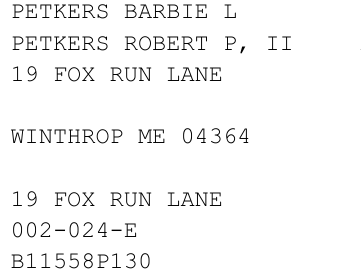 PETKERS BARBIE L
PETKERS ROBERT P, II
19 FOX RUN LANE
WINTHROP ME 04364
19 FOX RUN LANE
002-024-E
B11558P130